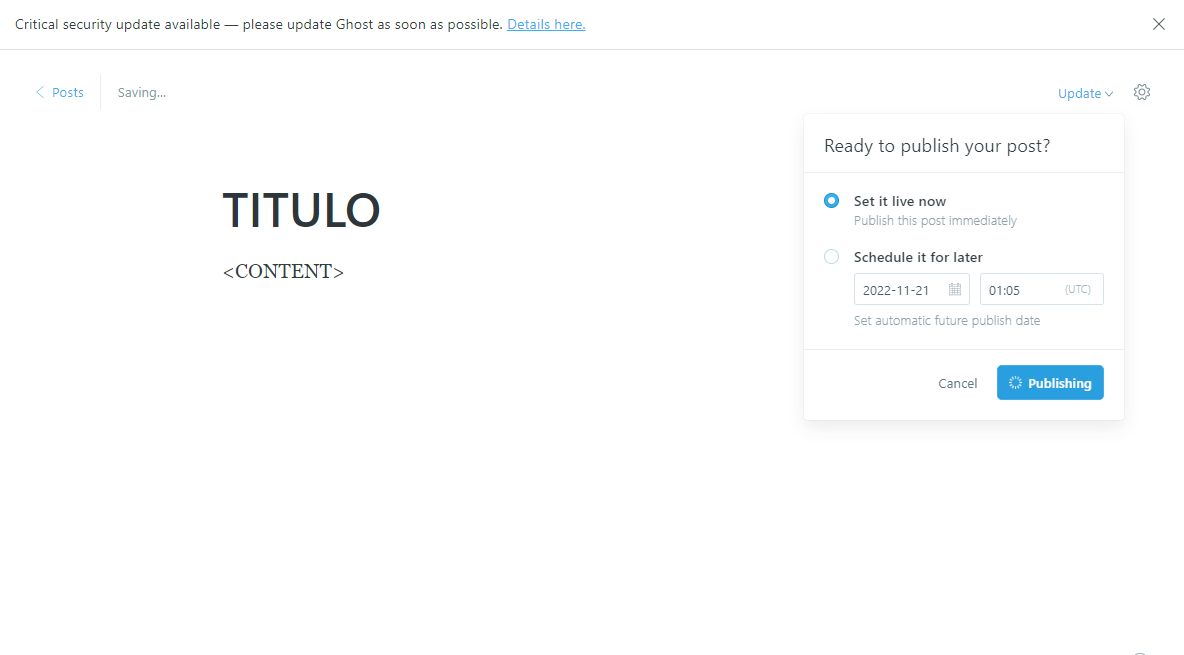 Critical security update available — please update Ghost as soon as possible. Details here.
Posts
Saving...
Update
Ready to publish your post?
TITULO
Set it live now
Publish this post immediately
<CONTENT>
Schedule it for later
2022-11-21
01:05
(UTC)
Set automatic future publish date
Cancel
Publishing